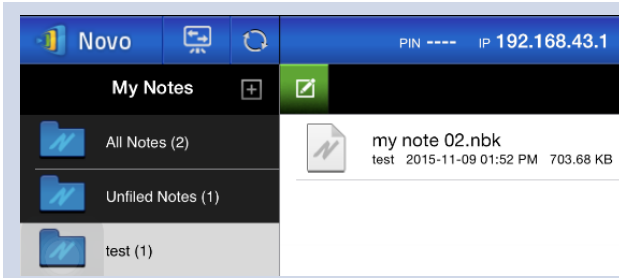 Novo
PIN ---- IP 192.168.43.1
My Notes
All Notes (2)
Unfiled Notes (1)
test (1)
my note 02.nbk
test 2015-11-09 01:52 PM 703.68 KB